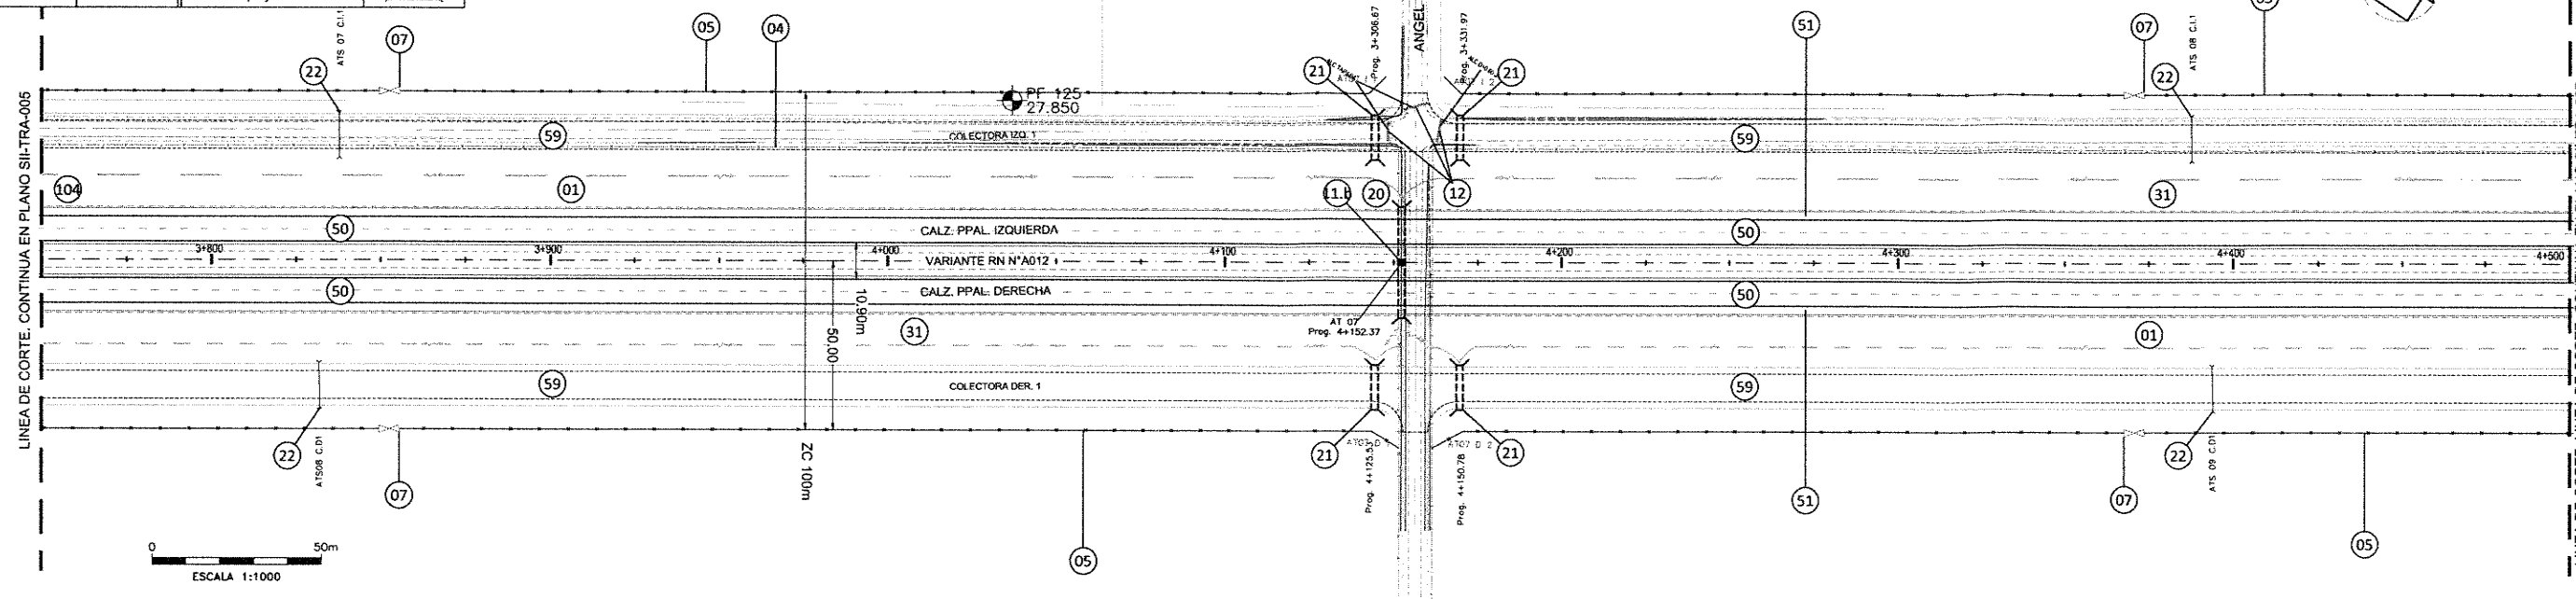 ATS 07 C.I.1
07
05
04
22
PF 125
27.850
59
COLECTORA IZQ. 1
104
01
50
CALZ. PPAL. IZQUIERDA
3+800
3+900
4+000
VARIANTE RN N°A012
4+100
50
CALZ. PPAL. DERECHA
10.90m
50.00
31
59
COLECTORA DER. 1
22
ATS08 C.D1
07
ZC 100m
05
LINEA DE CORTE. CONTINUA EN PLANO SII-TRA-005
0
50m
ESCALA 1:1000
21
Prog. 3+306.67
ANGEL
Prog. 3+331.97
21
11.b
20
12
AT 07
Prog. 4+152.37
21
Prog. 4+125.53
AT07 D 2
21
Prog. 4+150.78
51
59
50
4+200
4+300
4+400
4+500
50
59
51
07
22
ATS 08 C.I.1
31
01
22
ATS 09 C.D1
07
05